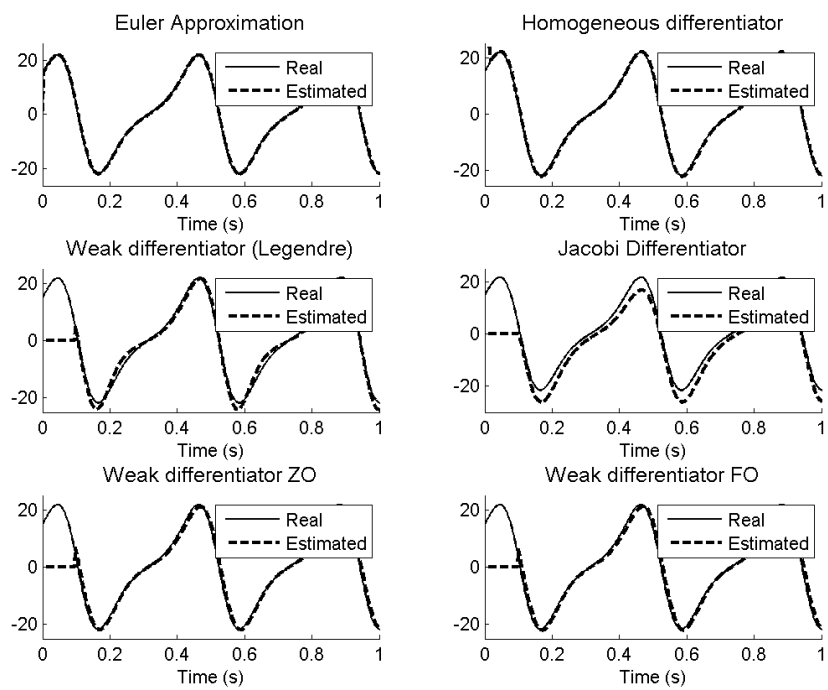 Euler Approximation
20
0
-20
0 0.2 0.4 0.6 0.8 1
Time (s)
Real
Estimated
Homogeneous differentiator
20
0
-20
0 0.2 0.4 0.6 0.8 1
Time (s)
Real
Estimated
Weak differentiator (Legendre)
20
0
-20
0 0.2 0.4 0.6 0.8 1
Time (s)
Real
Estimated
Jacobi Differentiator
20
0
-20
0 0.2 0.4 0.6 0.8 1
Time (s)
Real
Estimated
Weak differentiator ZO
20
0
-20
0 0.2 0.4 0.6 0.8 1
Time (s)
Real
Estimated
Weak differentiator FO
20
0
-20
0 0.2 0.4 0.6 0.8 1
Time (s)
Real
Estimated